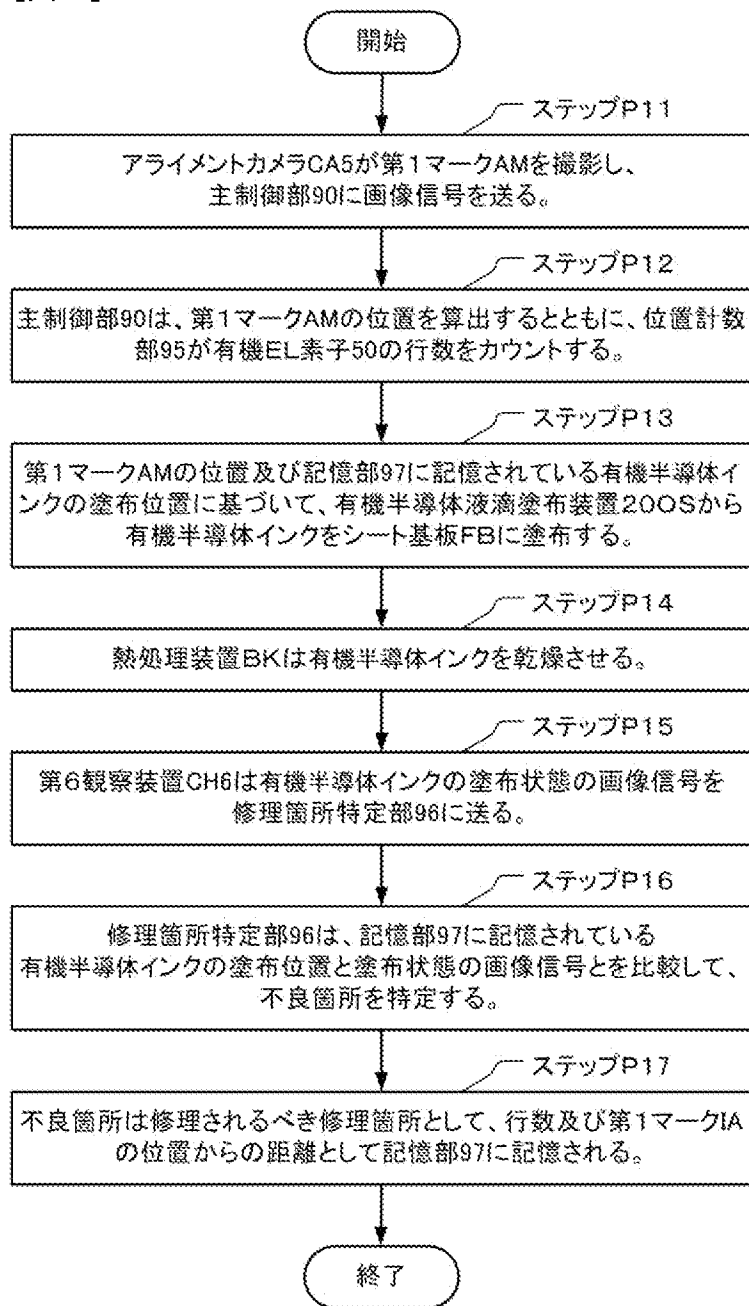 開始
ステップP11
アライメントカメラCA5が第1マークAMを撮影し、
主制御部90に画像信号を送る。
ステップP12
主制御部90は、第1マークAMの位置を算出するとともに、位置計数
部95が有機EL素子50の行数をカウントする。
ステップP13
第1マークAMの位置及び記憶部97に記憶されている有機半導体イ
ンクの塗布位置に基づいて、有機半導体液滴塗布装置20OSから
有機半導体インクをシート基板FBに塗布する。
ステップP14
熱処理装置BKは有機半導体インクを乾燥させる。
ステップP15
第6観察装置CH6は有機半導体インクの塗布状態の画像信号を
修理箇所特定部96に送る。
ステップP16
修理箇所特定部96は、記憶部97に記憶されている
有機半導体インクの塗布位置と塗布状態の画像信号とを比較して、
不良箇所を特定する。
ステップP17
不良箇所は修理されるべき修理箇所として、行数及び第1マークIA
の位置からの距離として記憶部97に記憶される。
終了